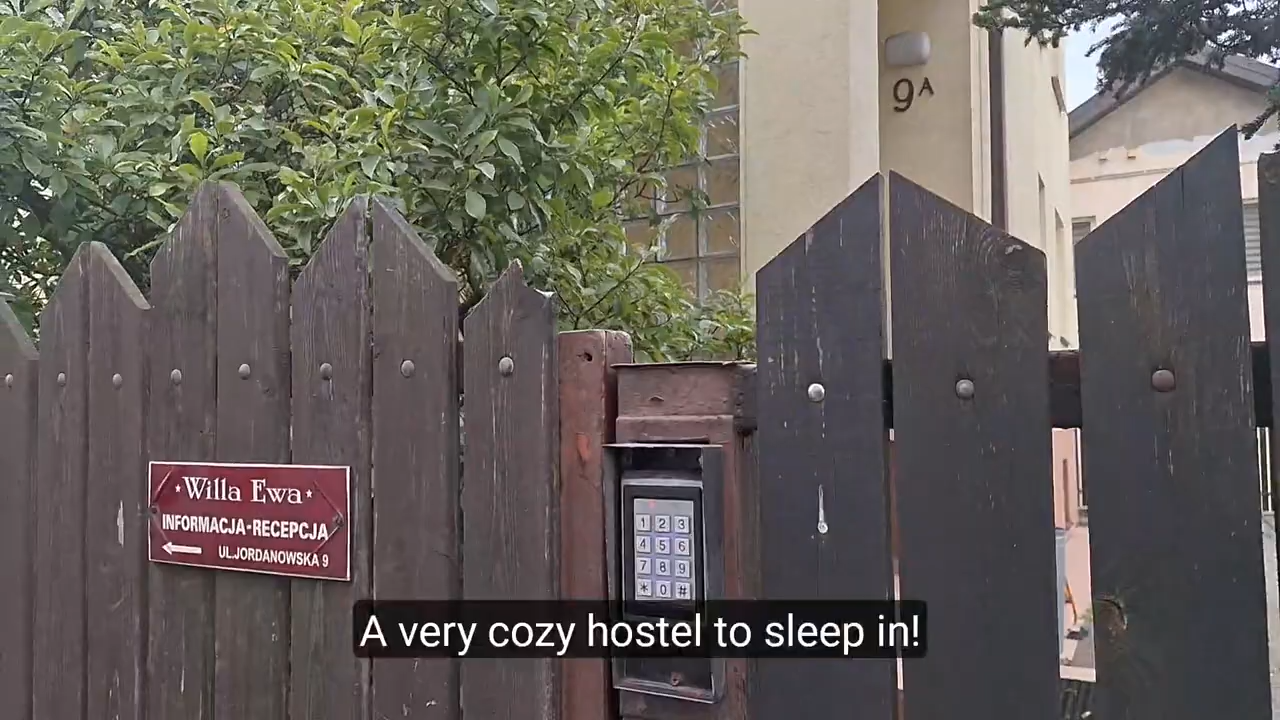 9A
*Willa Ewa*
INFORMACJA-RECEPCJA
← UL.JORDANOWSKA 9
1 2 3
4 5 6
7 8 9
* 0 #
A very cozy hostel to sleep in!